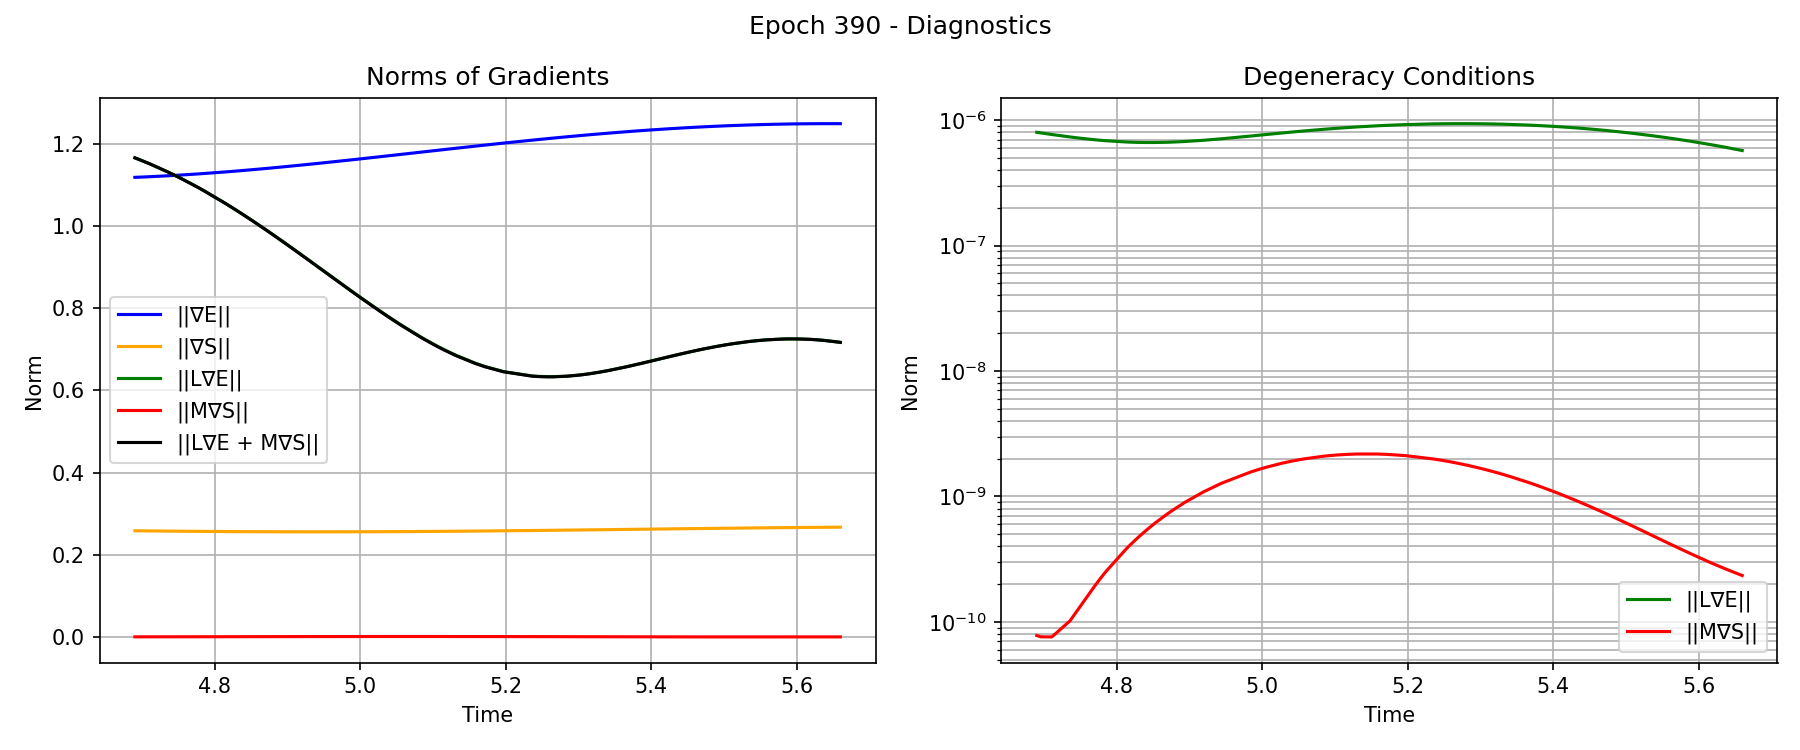 Epoch 390 - Diagnostics
Norms of Gradients
Norm
1.2
1.0
0.8
0.6
0.4
0.2
0.0
||∇E||
||∇S||
||L∇E||
||M∇S||
||L∇E + M∇S||
4.8
5.0
5.2
5.4
5.6
Time
Degeneracy Conditions
Norm
10⁻⁶
10⁻⁷
10⁻⁸
10⁻⁹
10⁻¹⁰
||L∇E||
||M∇S||
4.8
5.0
5.2
5.4
5.6
Time